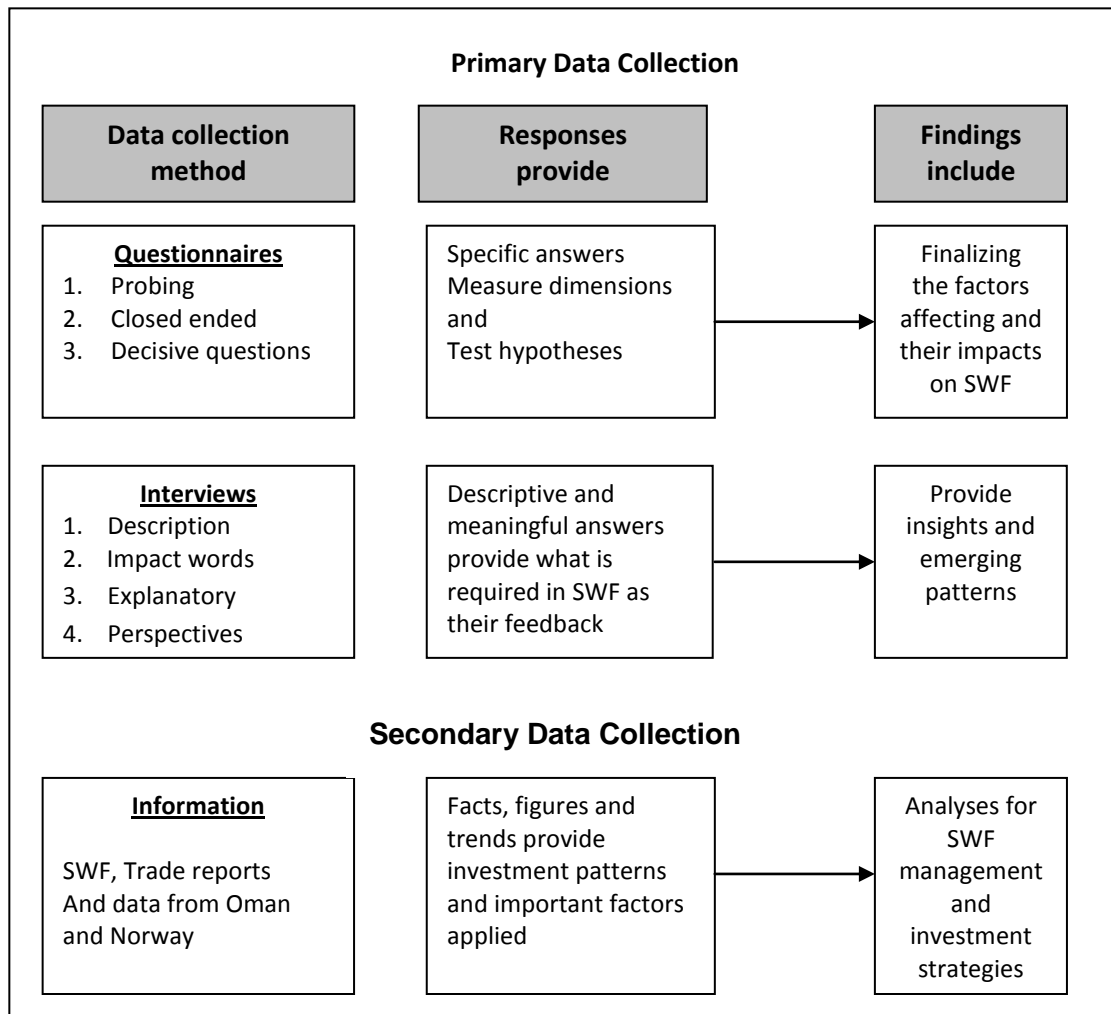 Primary Data Collection
Data collection
method
Responses
provide
Findings
include
Questionnaires
1. Probing
2. Closed ended
3. Decisive questions
Specific answers
Measure dimensions
and
Test hypotheses
Finalizing
the factors
affecting and
their impacts
on SWF
Interviews
1. Description
2. Impact words
3. Explanatory
4. Perspectives
Descriptive and
meaningful answers
provide what is
required in SWF as
their feedback
Provide
insights and
emerging
patterns
Secondary Data Collection
Information
SWF, Trade reports
And data from Oman
and Norway
Facts, figures and
trends provide
investment patterns
and important factors
applied
Analyses for
SWF
management
and
investment
strategies